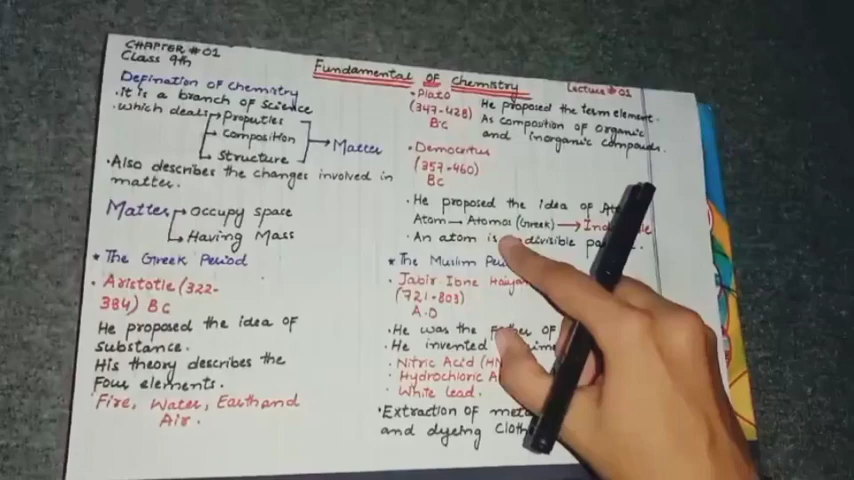 CHAPTER #01
Class 9th
Fundamental OF Chemistry
Lecture #01
Defination OF Chemistry
• It is a branch of Science
• which deals → Properties
→ Composition
→ Structure
→ Matter
• Also describes the changes involved in
matter.
Matter → Occupy space
→ Having Mass
* The Greek Period
• Aristotle (322-
384) BC
He proposed the idea of
substance.
His theory describes the
Four elements.
Fire, Water, Earth and
Air.
• Plato
(347-428)
BC
He proposed the term element.
As composition of organic
and inorganic compounds.
• Democritus
(357-460)
BC
• He proposed the idea of
Atom → Atomos (Greek) →
• An atom is
* The Muslim
• Jabir Ibne
(721-803)
A.D
• He was the Father of
• He invented
• Nitric Acid
• Hydrochloric
• White lead.
• Extraction of
and dyeing